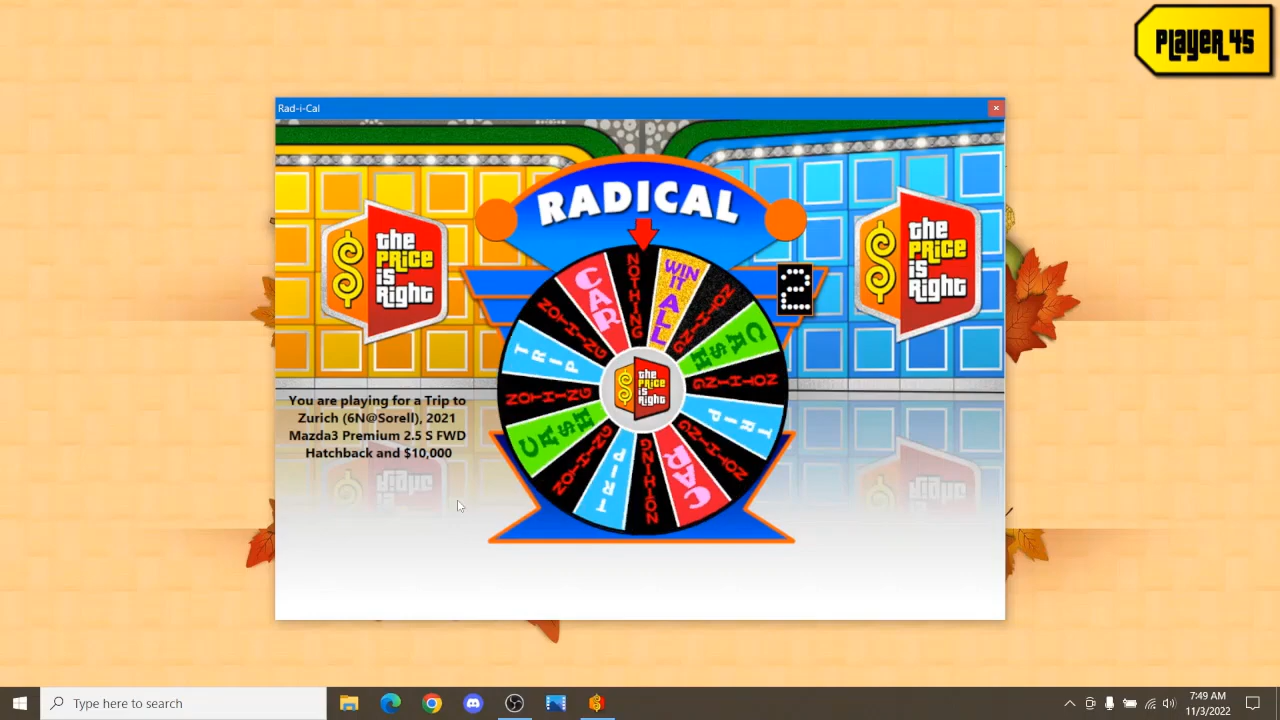 PLAYER 45
Rad-i-Cal
RADICAL
the PRICE is Right
the PRICE is Right
2
NOTHING
WIN IT ALL
NOTHING
CASH
NOTHING
TRIP
NOTHING
CAR
NOTHING
TRIP
NOTHING
CASH
NOTHING
TRIP
NOTHING
CAR
the PRICE is Right
You are playing for a Trip to
Zurich (6N@Sorell), 2021
Mazda3 Premium 2.5 S FWD
Hatchback and $10,000
Type here to search
7:49 AM
11/3/2022